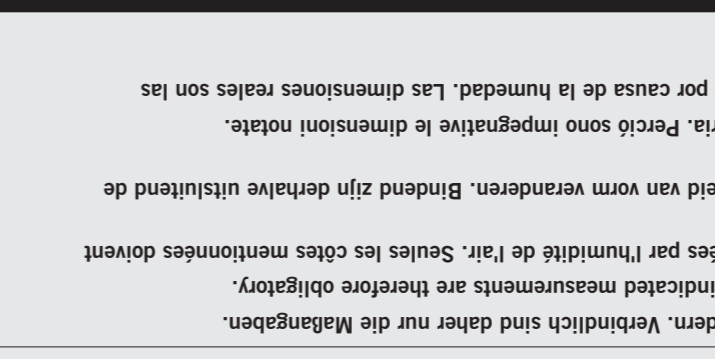 dern. Verbindlich sind daher nur die Maßangaben.
indicated measurements are therefore obligatory.
ées par l'humidité de l'air. Seules les côtes mentionnées doivent
eid van vorm veranderen. Bindend zijn derhalve uitsluitend de
ria. Perció sono impegnative le dimensioni notate.
por causa de la humedad. Las dimensiones reales son las